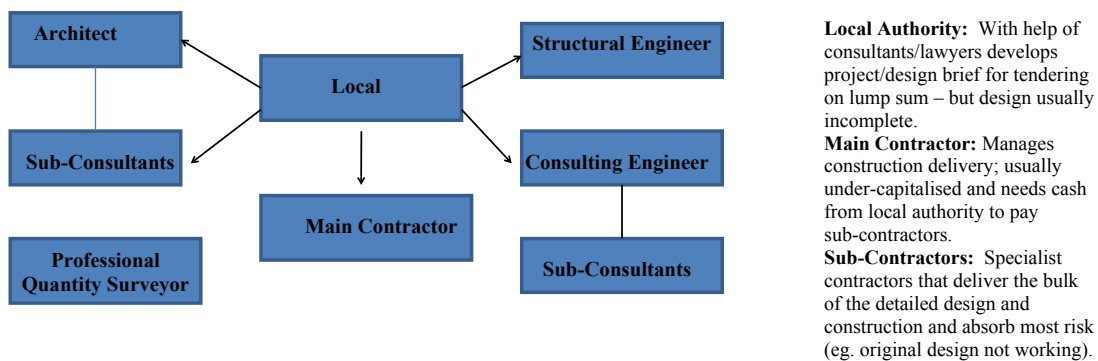 Architect
Structural Engineer
Local
Sub-Consultants
Consulting Engineer
Main Contractor
Professional
Quantity Surveyor
Sub-Consultants
Local Authority:  With help of
consultants/lawyers develops
project/design brief for tendering
on lump sum – but design usually
incomplete.
Main Contractor: Manages
construction delivery; usually
under-capitalised and needs cash
from local authority to pay
sub-contractors.
Sub-Contractors:  Specialist
contractors that deliver the bulk
of the detailed design and
construction and absorb most risk
(eg. original design not working).